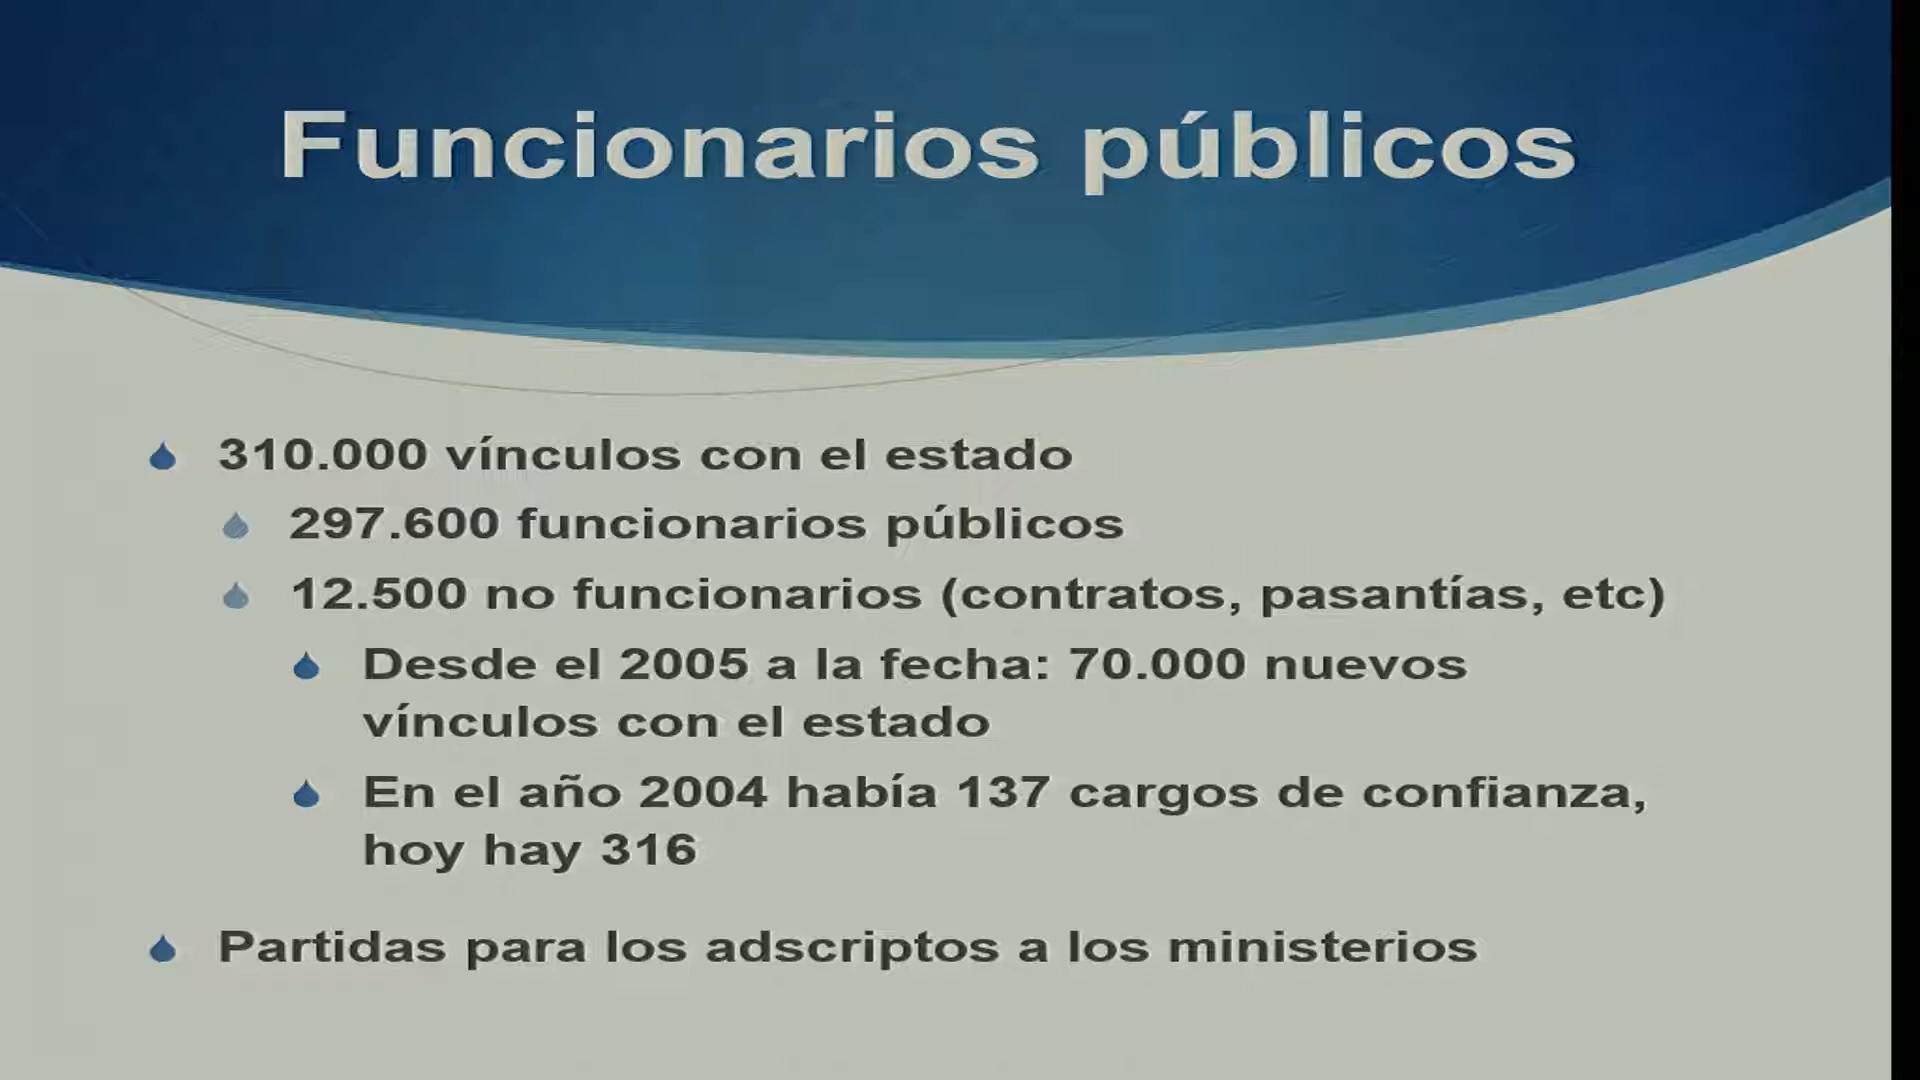 Funcionarios públicos
310.000 vínculos con el estado
297.600 funcionarios públicos
12.500 no funcionarios (contratos, pasantías, etc)
Desde el 2005 a la fecha: 70.000 nuevos
vínculos con el estado
En el año 2004 había 137 cargos de confianza,
hoy hay 316
Partidas para los adscriptos a los ministerios